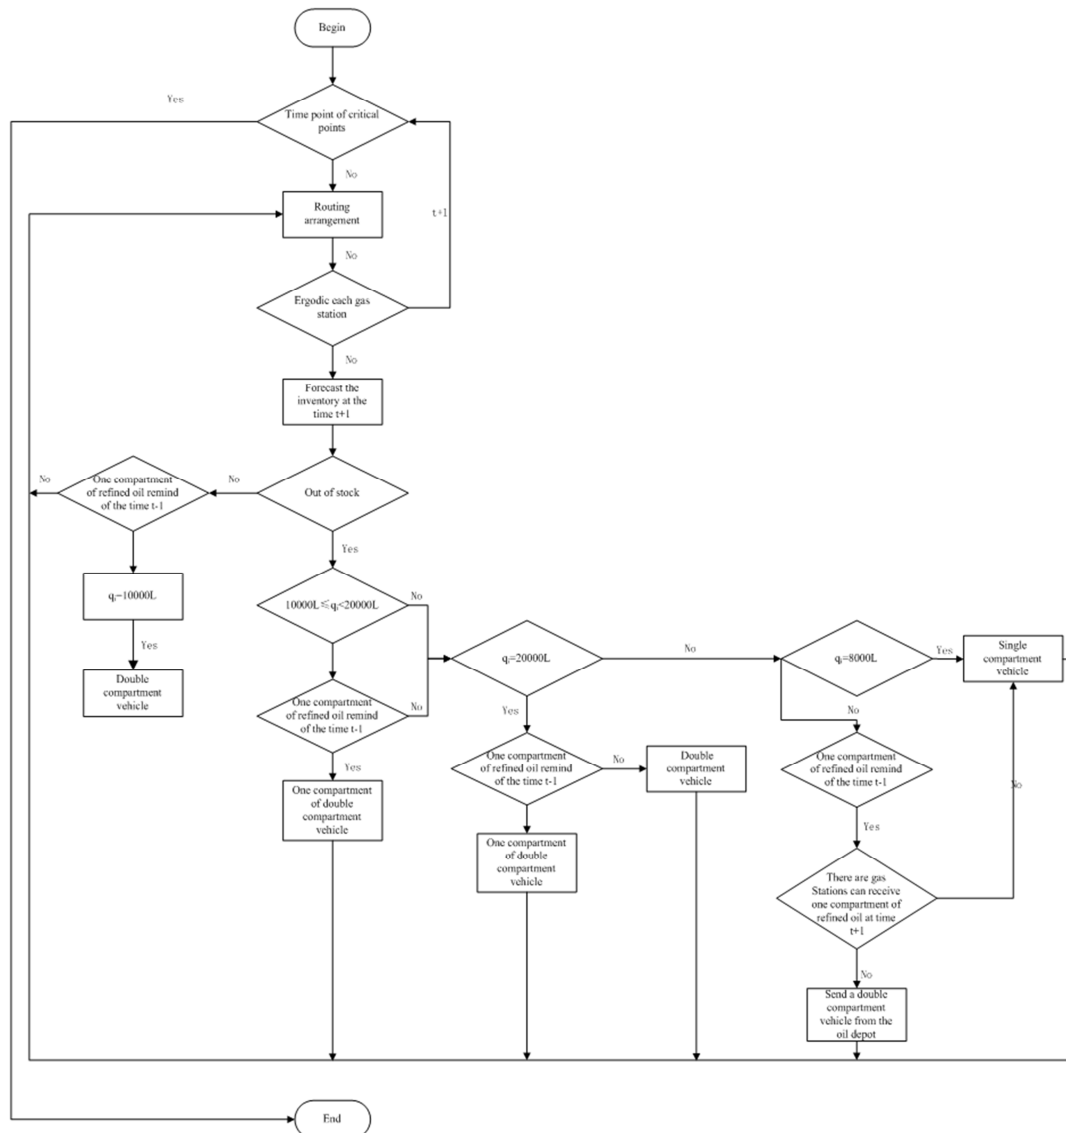 Begin
Yes
Time point of critical
points
No
Routing
arrangement
t+1
No
Ergodic each gas
station
No
Forecast the
inventory at the
time t+1
No
One compartment
of refined oil remind
of the time t-1
No
Out of stock
Yes
qi=10000L
10000L≤qi<20000L
No
Yes
Double
compartment
vehicle
qi=20000L
No
qi=8000L
Yes
Single
compartment
vehicle
One compartment
of refined oil remind
of the time t-1
No
Yes
No
Yes
One compartment
of refined oil remind
of the time t-1
No
Double
compartment
vehicle
One compartment
of refined oil remind
of the time t-1
No
One compartment
of double
compartment
vehicle
Yes
One compartment
of double
compartment
vehicle
There are gas
Stations can receive
one compartment of
refined oil at time
t+1
No
Send a double
compartment
vehicle from the
oil depot
End